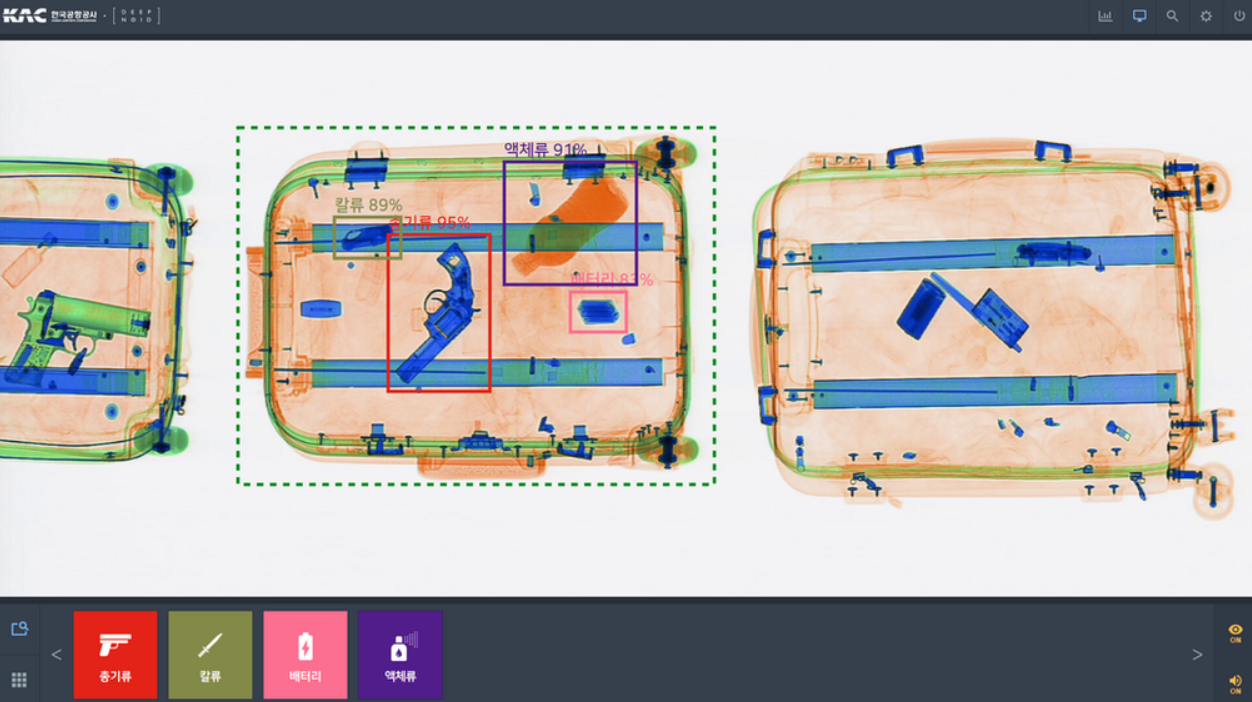 KAC 한국공항공사
DEEP
NOID
액체류 91%
칼류 89%
총기류 95%
배터리 83%
총기류
칼류
배터리
액체류
ON
ON